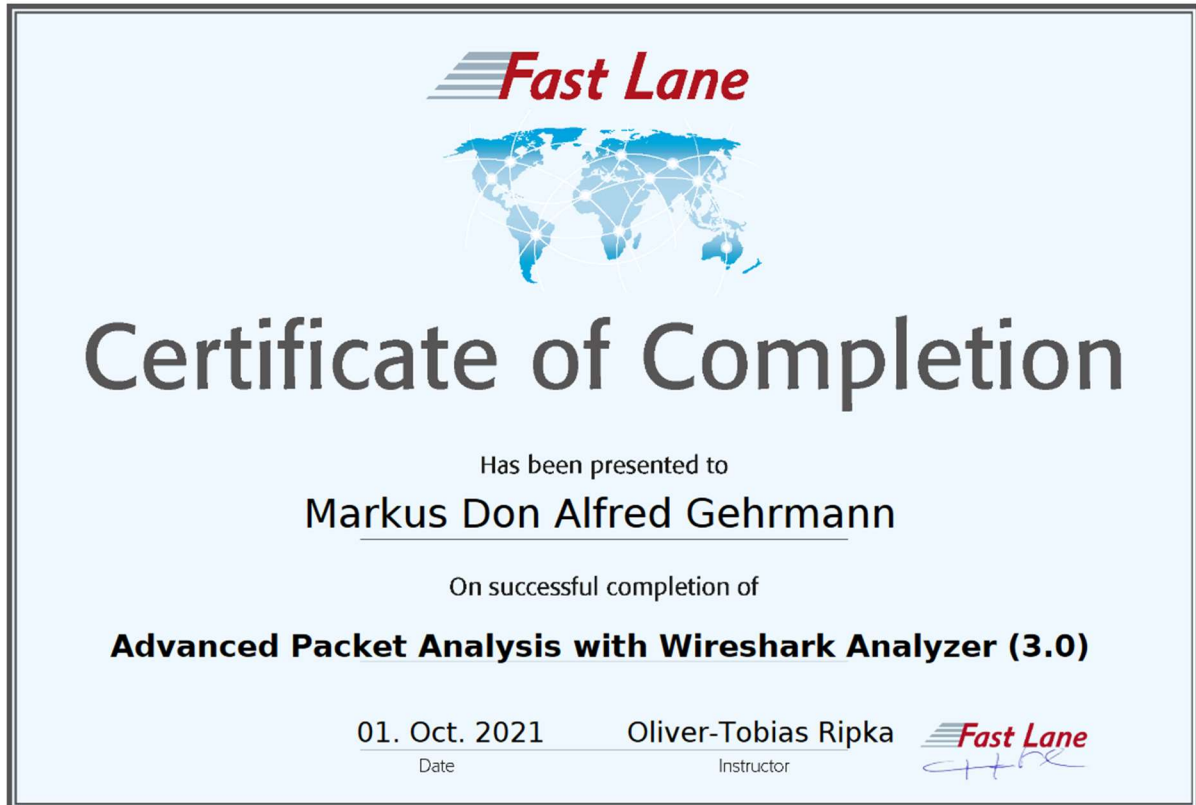 Fast Lane
Certificate of Completion
Has been presented to
Markus Don Alfred Gehrmann
On successful completion of
Advanced Packet Analysis with Wireshark Analyzer (3.0)
01. Oct. 2021 Oliver-Tobias Ripka Fast Lane
Date Instructor